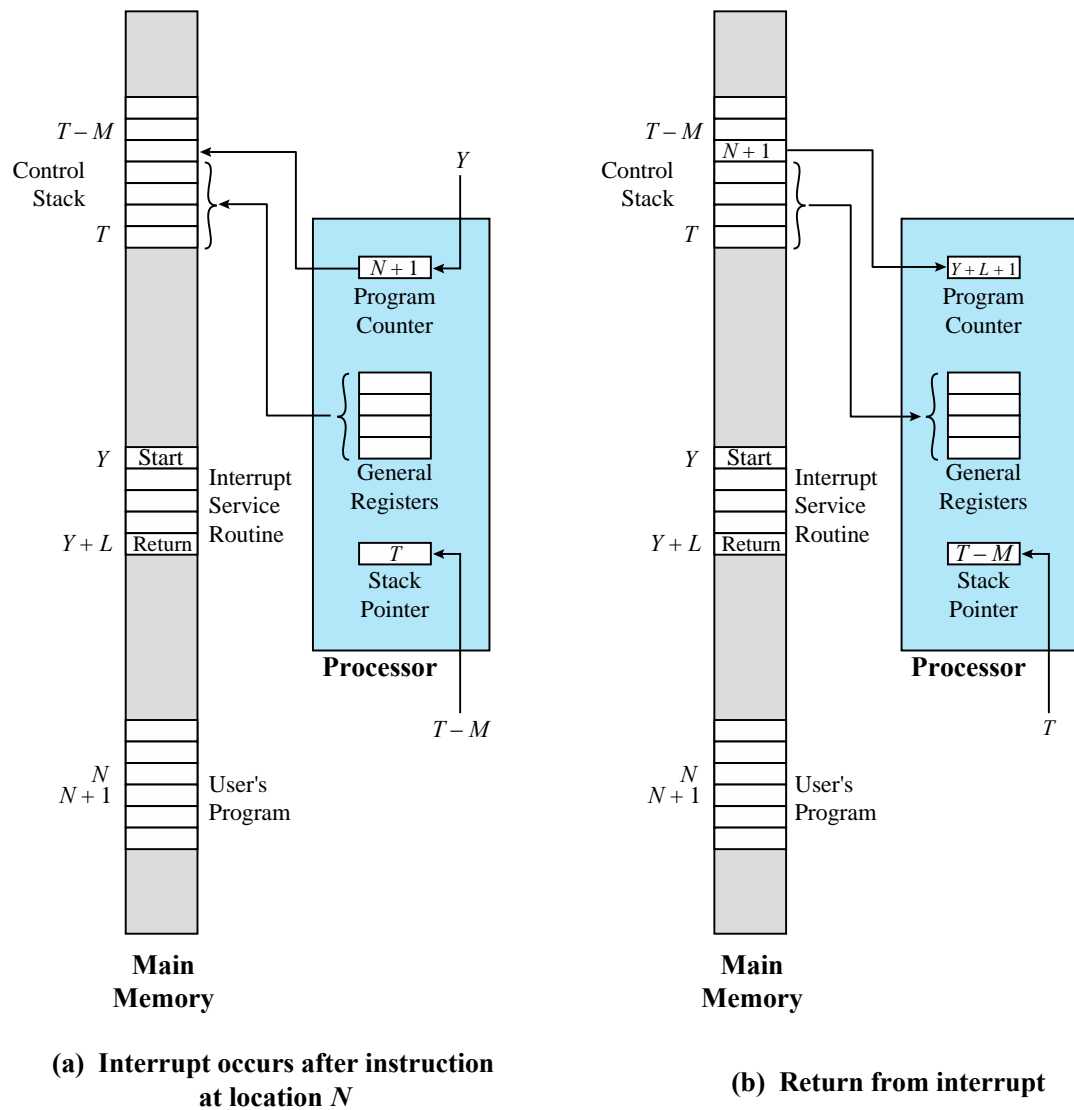 T – M
Control
Stack
T
Y
N + 1
Program
Counter
General
Registers
Y
Start
Interrupt
Service
Routine
Y + L
Return
T
Stack
Pointer
Processor
T – M
N
N + 1
User's
Program
Main
Memory
(a) Interrupt occurs after instruction
at location N
T – M
N + 1
Control
Stack
T
Y + L + 1
Program
Counter
General
Registers
Y
Start
Interrupt
Service
Routine
Y + L
Return
T – M
Stack
Pointer
Processor
T
N
N + 1
User's
Program
Main
Memory
(b) Return from interrupt